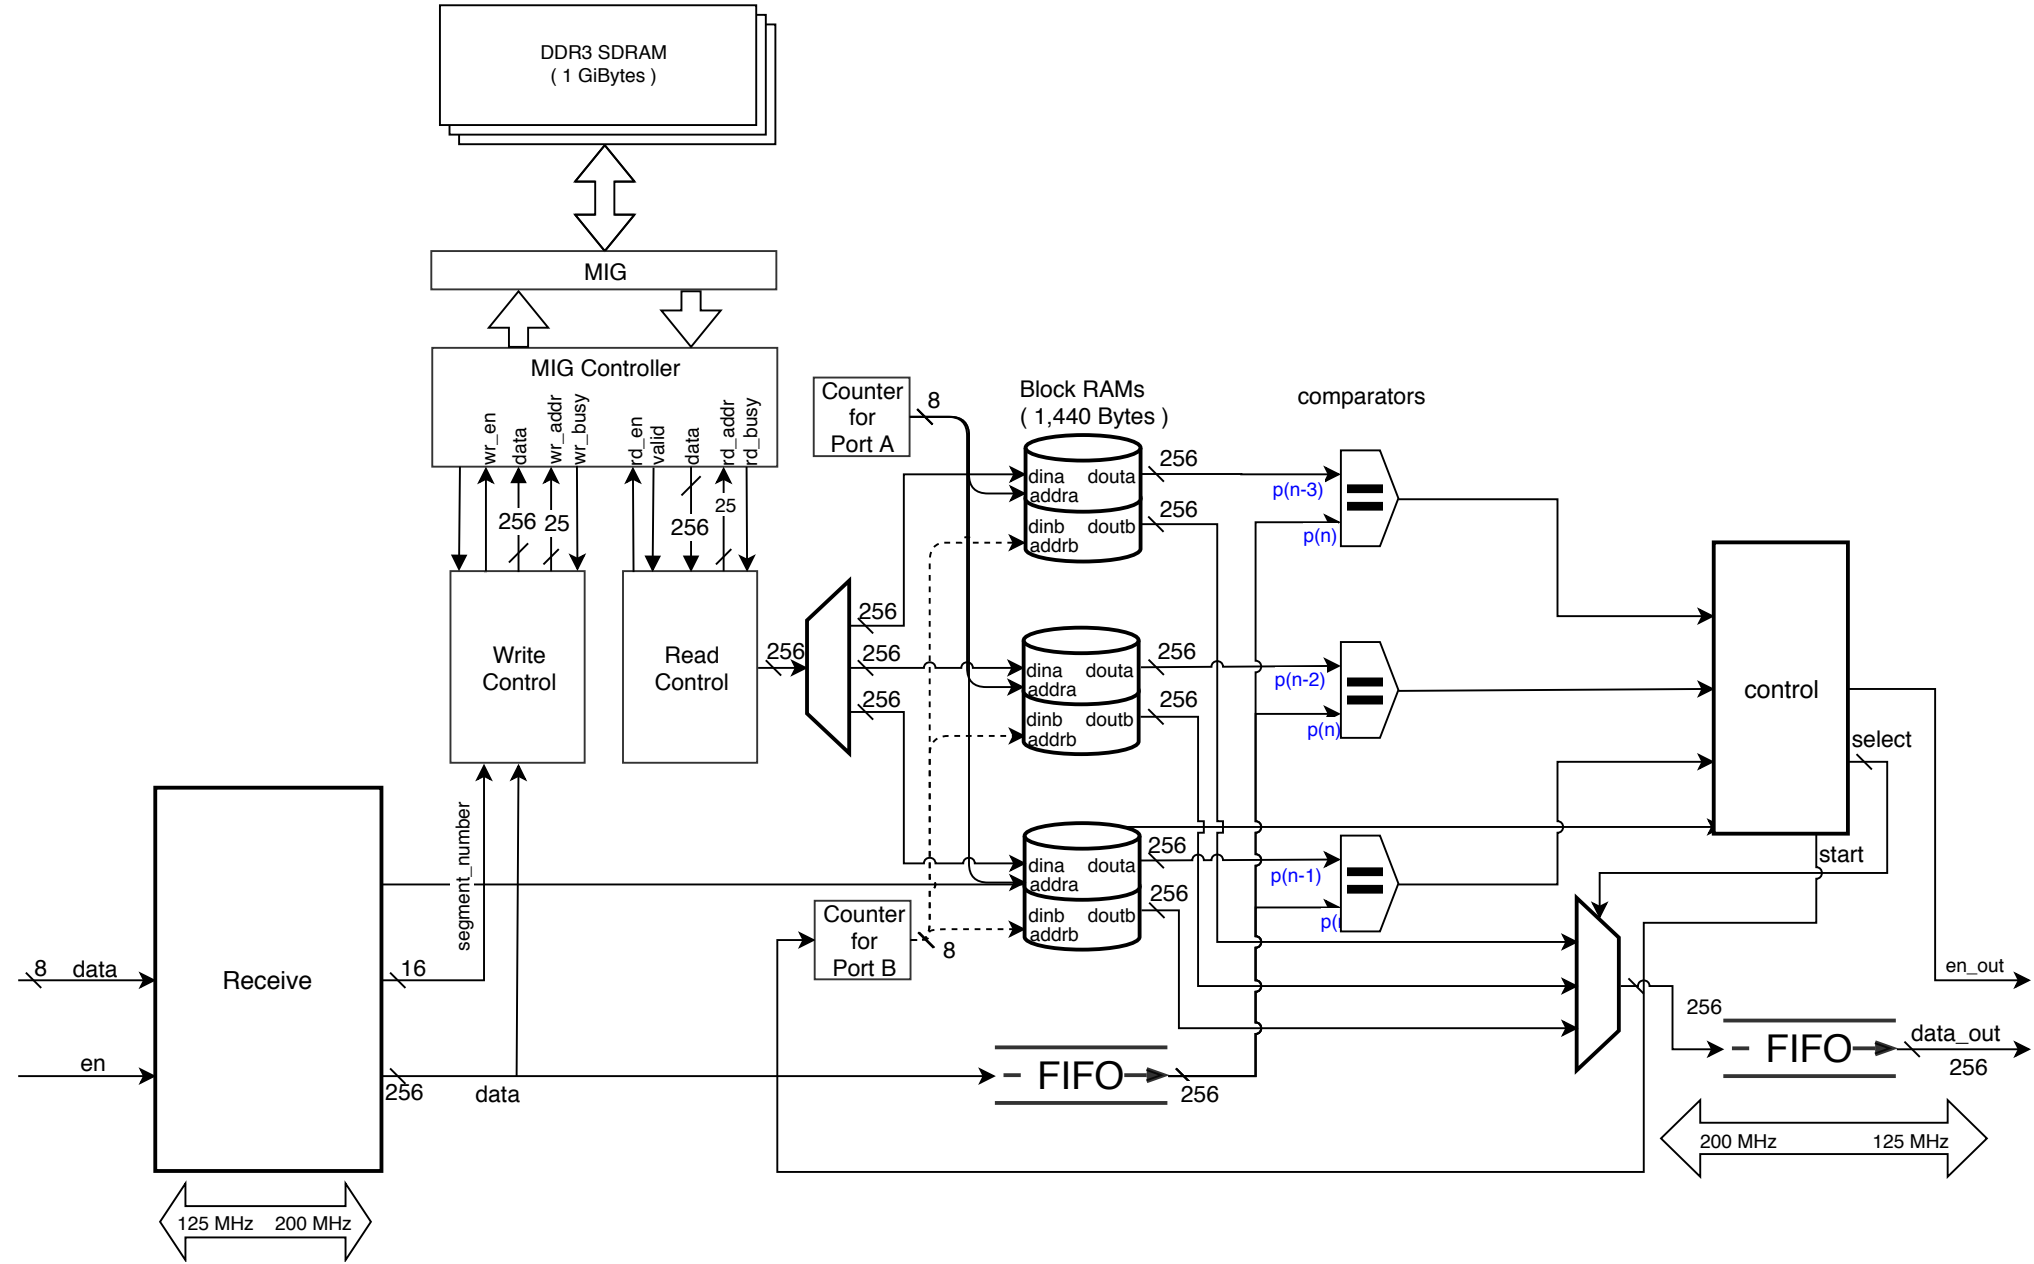 DDR3 SDRAM
( 1 GiBytes )
MIG
MIG Controller
wr_en
data
wr_addr
wr_busy
rd_en
valid
data
rd_addr
rd_busy
256
25
256
25
Write
Control
Read
Control
256
256
256
256
Counter
for
Port A
8
Block RAMs
( 1,440 Bytes )
dina
addra
dinb
addrb
douta
doutb
256
256
dina
addra
dinb
addrb
douta
doutb
256
256
dina
addra
dinb
addrb
douta
doutb
256
256
comparators
p(n-3)
p(n)
p(n-2)
p(n)
p(n-1)
p(
control
select
start
segment_number
Receive
8
data
en
16
256
data
Counter
for
Port B
8
FIFO
256
256
FIFO
en_out
data_out
256
125 MHz
200 MHz
200 MHz
125 MHz